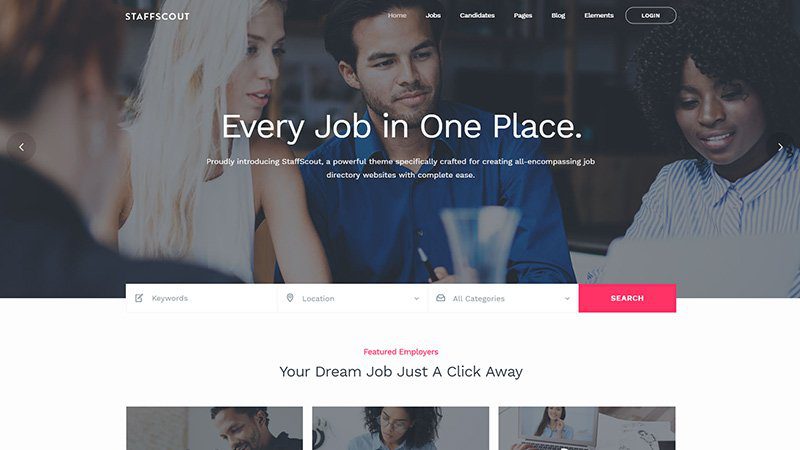 STAFFSCOUT
Home Jobs Candidates Pages Blog Elements LOGIN
Every Job in One Place.
Proudly introducing StaffScout, a powerful theme specifically crafted for creating all-encompassing job
directory websites with complete ease.
Keywords Location All Categories SEARCH
Featured Employers
Your Dream Job Just A Click Away